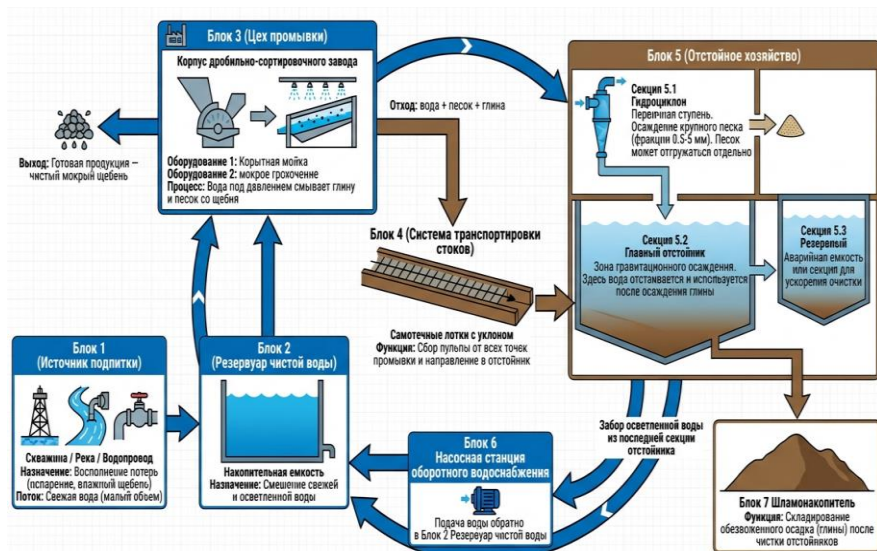 Блок 3 (Цех промывки)
Корпус дробильно-сортировочного завода
Оборудование 1: Корытная мойка
Оборудование 2: мокрое грохочение
Процесс: Вода под давлением смывает глину
и песок со щебня
Выход: Готовая продукция —
чистый мокрый щебень
Отход: вода + песок + глина
Блок 5 (Отстойное хозяйство)
Секция 5.1
Гидроциклон
Осаждение крупного песка
(фракции 0.S-5 мм). Песок
может отгружаться отдельно
Секция 5.2
Главный отстойник
Зона гравитационного осаждения.
Здесь вода отстаивается и используется
после осаждения глины
Секция 5.3
Аварийная емкость
или секция для
ускорения очистки
Блок 4 (Система транспортировки
стоков)
Самотечные лотки с уклоном
Функция: Сбор пульпы от всех точек
промывки и направление в отстойник
Блок 1
(Источник подпитки)
Скважина / Река / Водопровод
Назначение: Восполнение потерь
(испарение, влажный щебень)
Поток: Свежая вода (малый объем)
Блок 2
(Резервуар чистой воды)
Накопительная емкость
Назначение: Смешение свежей
и осветленной воды
Блок 6
Насосная станция
оборотного водоснабжения
Подача воды обратно
в Блок 2 Резереуар чистой воды
Забор осветленной воды
из последней секции
отстойника
Блок 7 Шламонакопитель
Функция: Складирование
обезвоженного осадка (глины) после
чистки отстойников